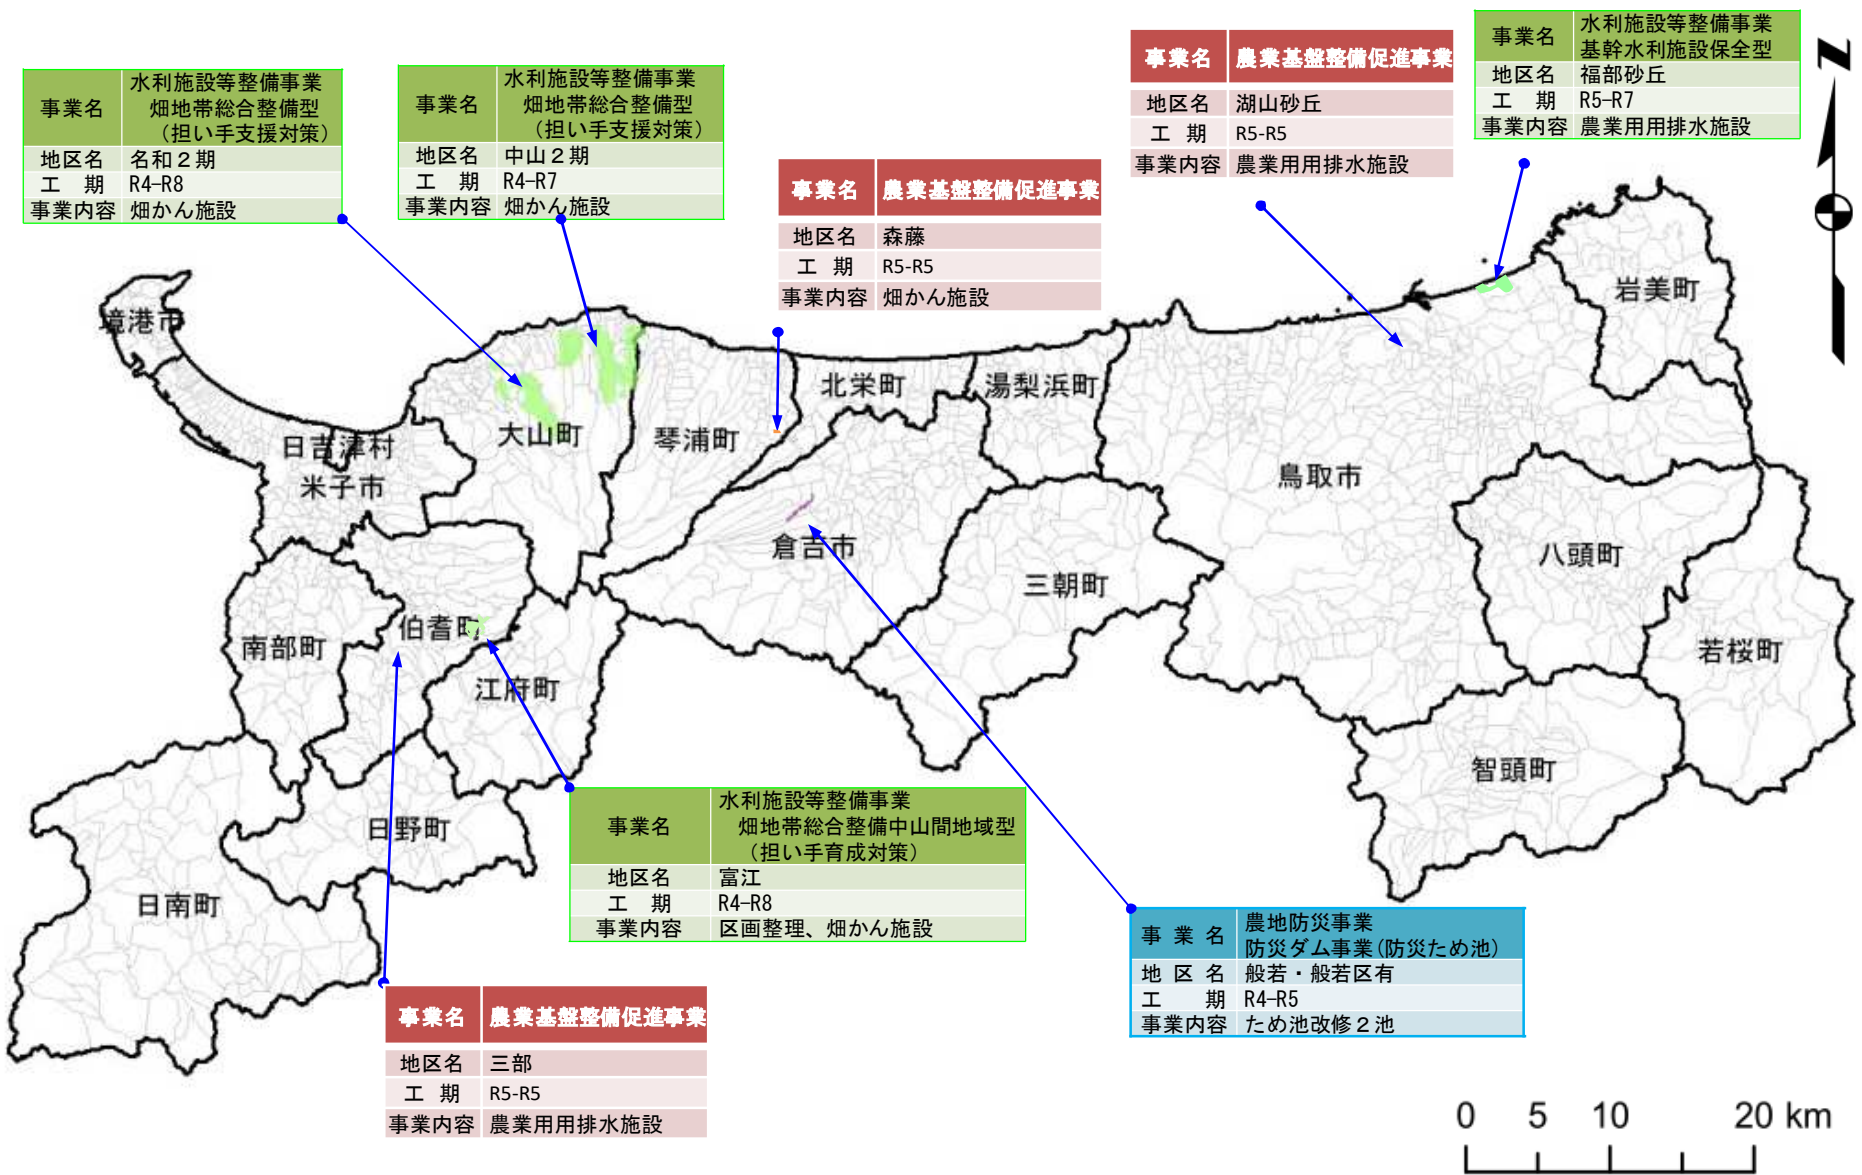 事業名 水利施設等整備事業
畑地帯総合整備型
（担い手支援対策）
地区名 名和２期
工　期 R4-R8
事業内容 畑かん施設
事業名 水利施設等整備事業
畑地帯総合整備型
（担い手支援対策）
地区名 中山２期
工　期 R4-R7
事業内容 畑かん施設
事業名 農業基盤整備促進事業
地区名 森藤
工　期 R5-R5
事業内容 畑かん施設
事業名 農業基盤整備促進事業
地区名 湖山砂丘
工　期 R5-R5
事業内容 農業用用排水施設
事業名 水利施設等整備事業
基幹水利施設保全型
地区名 福部砂丘
工　期 R5-R7
事業内容 農業用用排水施設
N
境港市
日吉津村
米子市
大山町
琴浦町
北栄町
湯梨浜町
鳥取市
岩美町
倉吉市
三朝町
八頭町
若桜町
智頭町
南部町
伯耆町
江府町
日野町
日南町
事業名 水利施設等整備事業
畑地帯総合整備中山間地域型
（担い手育成対策）
地区名 富江
工　期 R4-R8
事業内容 区画整理、畑かん施設
事業名 農地防災事業
防災ダム事業(防災ため池)
地区名 般若・般若区有
工　期 R4-R5
事業内容 ため池改修２池
事業名 農業基盤整備促進事業
地区名 三部
工　期 R5-R5
事業内容 農業用用排水施設
0 5 10 20 km